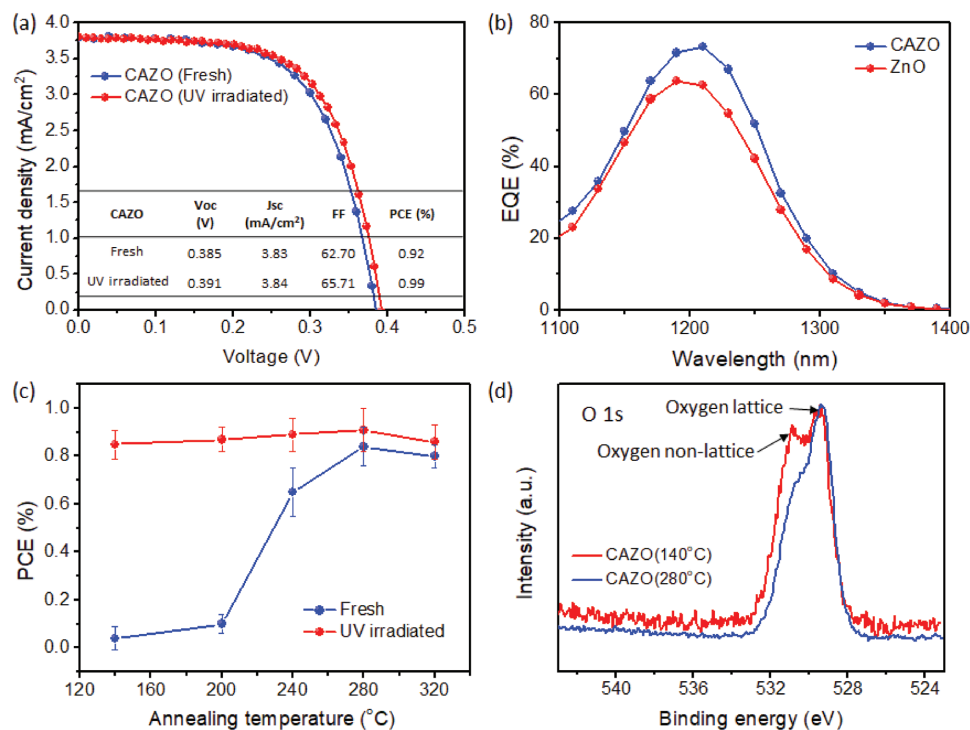 (a)
4.0
3.5
3.0
2.5
2.0
1.5
1.0
0.5
0.0
Current density (mA/cm²)
CAZO (Fresh)
CAZO (UV irradiated)
CAZO Voc (V) Jsc (mA/cm²) FF PCE (%)
Fresh 0.385 3.83 62.70 0.92
UV irradiated 0.391 3.84 65.71 0.99
0.0 0.1 0.2 0.3 0.4 0.5
Voltage (V)
(b)
80
60
40
20
0
EQE (%)
CAZO
ZnO
1100 1200 1300 1400
Wavelength (nm)
(c)
1.0
0.8
0.6
0.4
0.2
0.0
PCE (%)
Fresh
UV irradiated
120 160 200 240 280 320
Annealing temperature (°C)
(d)
O 1s
Oxygen lattice
Oxygen non-lattice
Intensity (a.u.)
CAZO(140°C)
CAZO(280°C)
540 536 532 528 524
Binding energy (eV)